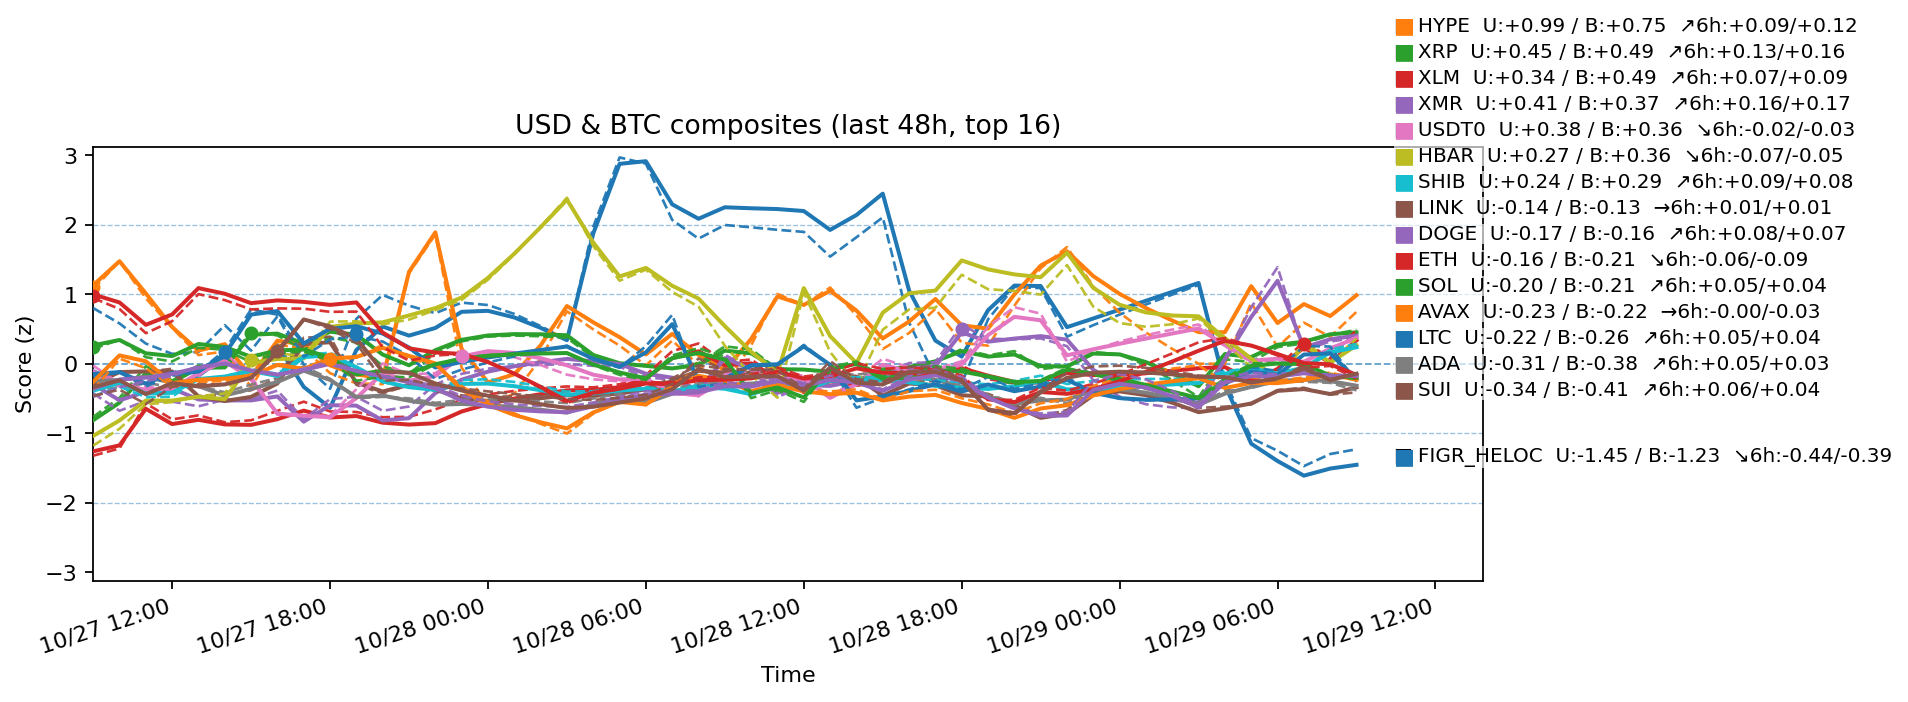 HYPE U:+0.99 / B:+0.75 ↗6h:+0.09/+0.12
XRP U:+0.45 / B:+0.49 ↗6h:+0.13/+0.16
XLM U:+0.34 / B:+0.49 ↗6h:+0.07/+0.09
XMR U:+0.41 / B:+0.37 ↗6h:+0.16/+0.17
USDT0 U:+0.38 / B:+0.36 ↘6h:-0.02/-0.03
HBAR U:+0.27 / B:+0.36 ↘6h:-0.07/-0.05
SHIB U:+0.24 / B:+0.29 ↗6h:+0.09/+0.08
LINK U:-0.14 / B:-0.13 →6h:+0.01/+0.01
DOGE U:-0.17 / B:-0.16 ↗6h:+0.08/+0.07
ETH U:-0.16 / B:-0.21 ↘6h:-0.06/-0.09
SOL U:-0.20 / B:-0.21 ↗6h:+0.05/+0.04
AVAX U:-0.23 / B:-0.22 →6h:-0.00/-0.03
LTC U:-0.22 / B:-0.26 ↗6h:+0.05/+0.04
ADA U:-0.31 / B:-0.38 ↗6h:+0.05/+0.03
SUI U:-0.34 / B:-0.41 ↗6h:+0.06/+0.04
FIGR_HELOC U:-1.45 / B:-1.23 ↘6h:-0.44/-0.39
USD & BTC composites (last 48h, top 16)
Score (z)
3
2
1
0
−1
−2
−3
10/27 12:00
10/27 18:00
10/28 00:00
10/28 06:00
10/28 12:00
10/28 18:00
10/29 00:00
10/29 06:00
10/29 12:00
Time